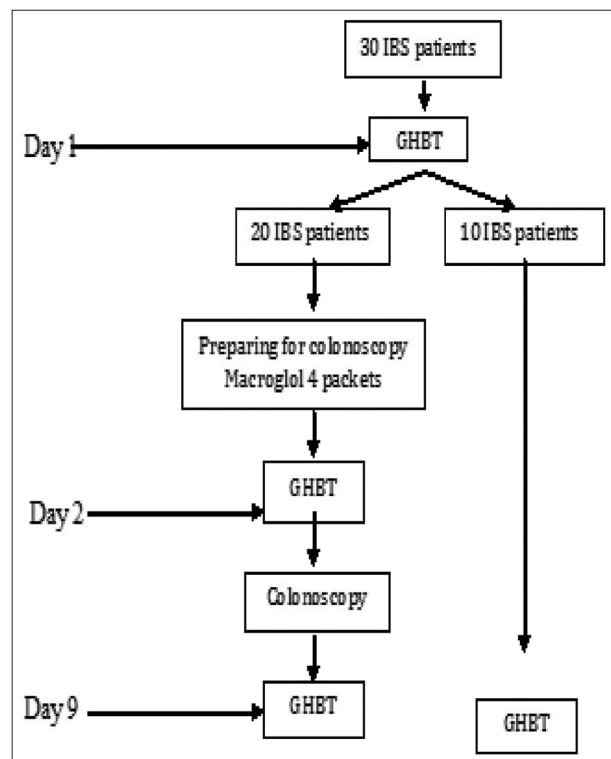 30 IBS patients
Day 1
GHBT
20 IBS patients
10 IBS patients
Preparing for colonoscopy
Macroglol 4 packets
GHBT
Day 2
Colonoscopy
Day 9
GHBT
GHBT